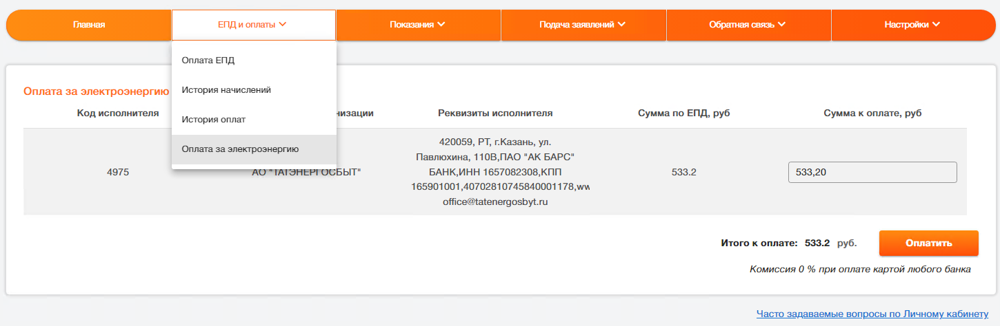 Главная
ЕПД и оплаты
Показания
Подача заявлений
Обратная связь
Настройки
Оплата ЕПД
История начислений
История оплат
Оплата за электроэнергию
Оплата за электроэнергию
Код исполнителя
низации
Реквизиты исполнителя
Сумма по ЕПД, руб
Сумма к оплате, руб
4975
АО "ТАТЭНЕРГОСБЫТ"
420059, РТ, г.Казань, ул.
Павлюхина, 110В,ПАО "АК БАРС"
БАНК,ИНН 1657082308,КПП
165901001,40702810745840001178,ww
office@tatenergosbyt.ru
533.2
533,20
Итого к оплате: 533.2 руб.
Оплатить
Комиссия 0 % при оплате картой любого банка
Часто задаваемые вопросы по Личному кабинету